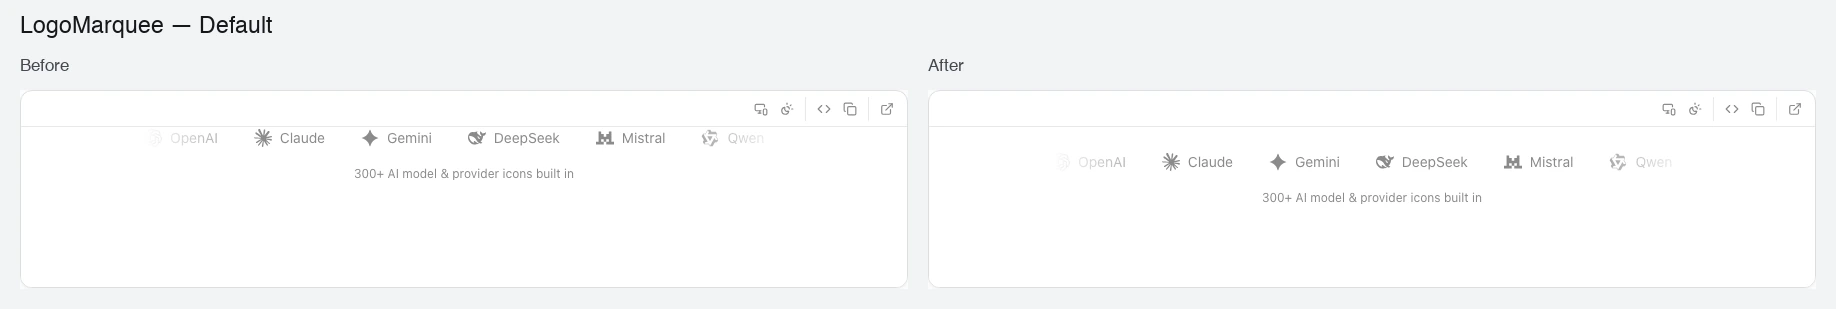 LogoMarquee — Default
Before
After
OpenAI Claude Gemini DeepSeek Mistral Qwen
300+ AI model & provider icons built in
OpenAI Claude Gemini DeepSeek Mistral Qwen
300+ AI model & provider icons built in